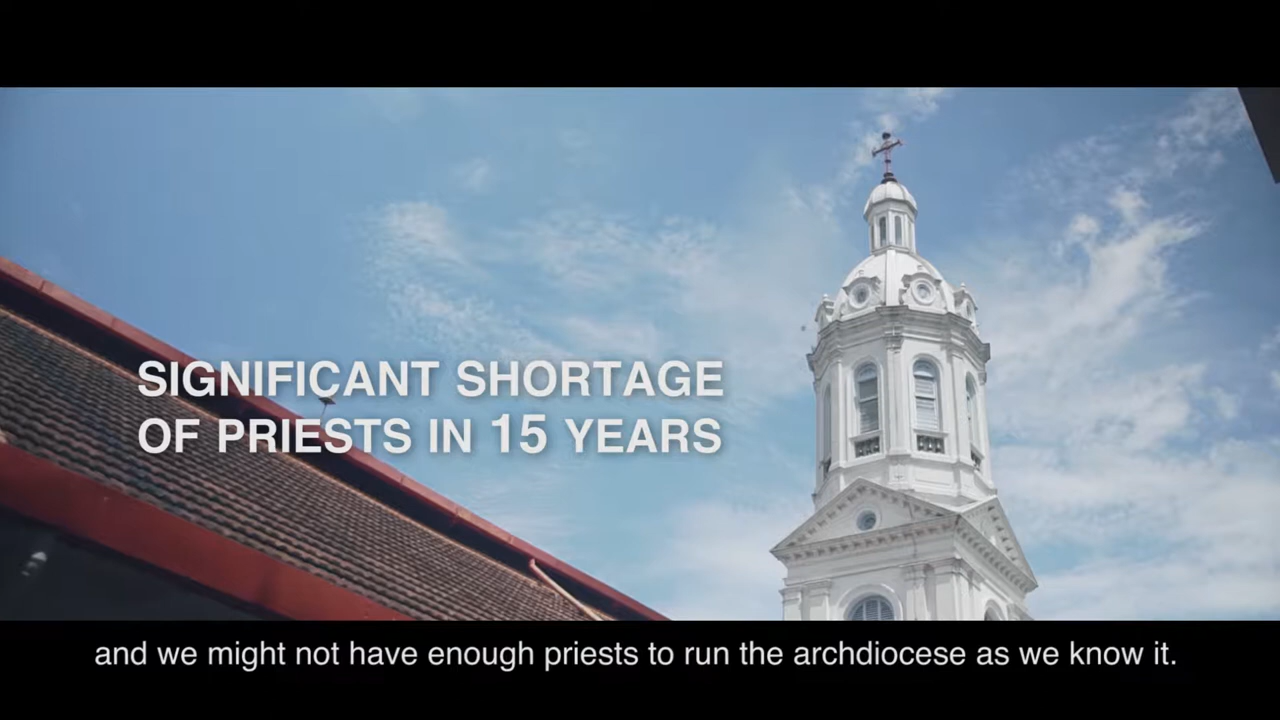 SIGNIFICANT SHORTAGE
OF PRIESTS IN 15 YEARS
and we might not have enough priests to run the archdiocese as we know it.